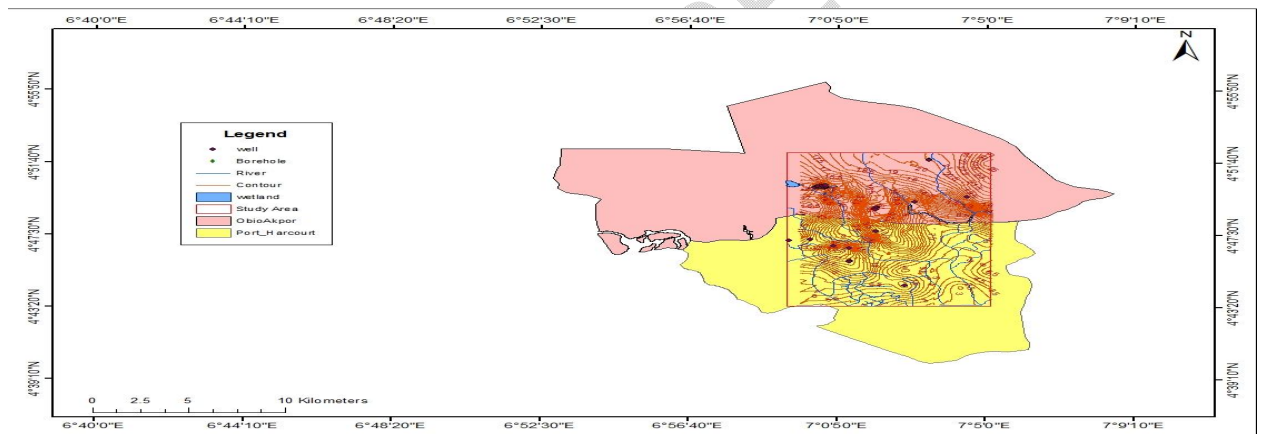 6°40'0"E 6°44'10"E 6°48'20"E 6°52'30"E 6°56'40"E 7°0'50"E 7°5'0"E 7°9'10"E
N
4°55'50"N 4°55'50"N
Legend
well
Borehole
River
Contour
wetland
Study Area
ObioAkpor
Port_Harcourt
4°51'40"N 4°51'40"N
4°47'30"N 4°47'30"N
4°43'20"N 4°43'20"N
4°39'10"N 4°39'10"N
0 2.5 5 10 Kilometers
6°40'0"E 6°44'10"E 6°48'20"E 6°52'30"E 6°56'40"E 7°0'50"E 7°5'0"E 7°9'10"E